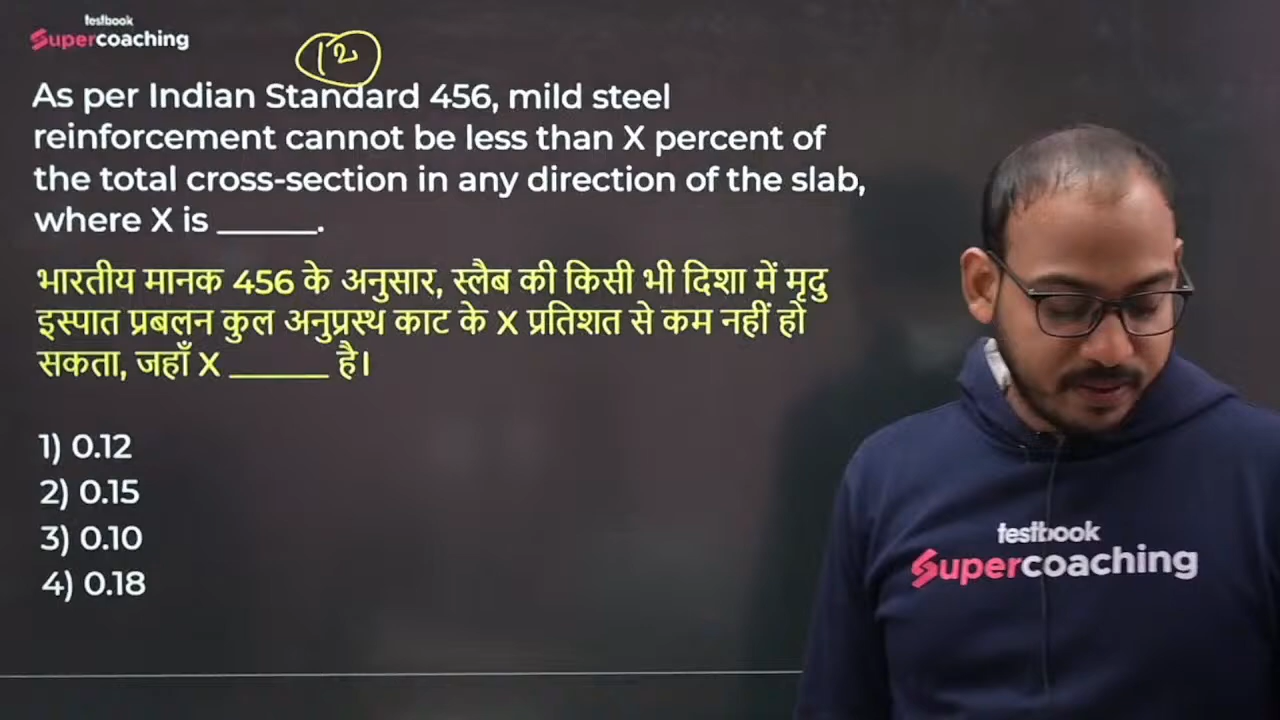 testbook
Supercoaching
12
As per Indian Standard 456, mild steel
reinforcement cannot be less than X percent of
the total cross-section in any direction of the slab,
where X is ______.
भारतीय मानक 456 के अनुसार, स्लैब की किसी भी दिशा में मृदु
इस्पात प्रबलन कुल अनुप्रस्थ काट के X प्रतिशत से कम नहीं हो
सकता, जहाँ X ______ है।
1) 0.12
2) 0.15
3) 0.10
4) 0.18
testbook
Supercoaching